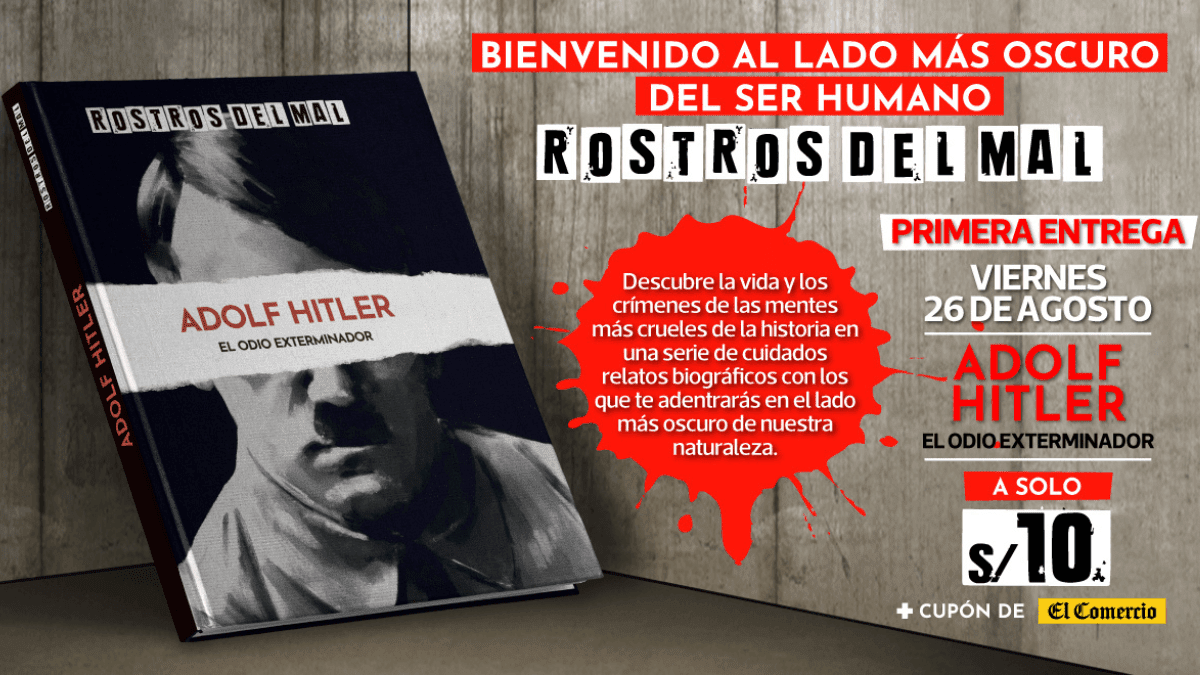 BIENVENIDO AL LADO MÁS OSCURO
DEL SER HUMANO
ROSTROS DEL MAL
ROSTROS DEL MAL
ADOLF HITLER
EL ODIO EXTERMINADOR
ROSTROS DEL MAL
ADOLF HITLER
Descubre la vida y los
crímenes de las mentes
más crueles de la historia en
una serie de cuidados
relatos biográficos con los
que te adentrarás en el lado
más oscuro de nuestra
naturaleza.
PRIMERA ENTREGA
VIERNES
26 DE AGOSTO
ADOLF
HITLER
EL ODIO EXTERMINADOR
A SOLO
S/10.
+ CUPÓN DE El Comercio